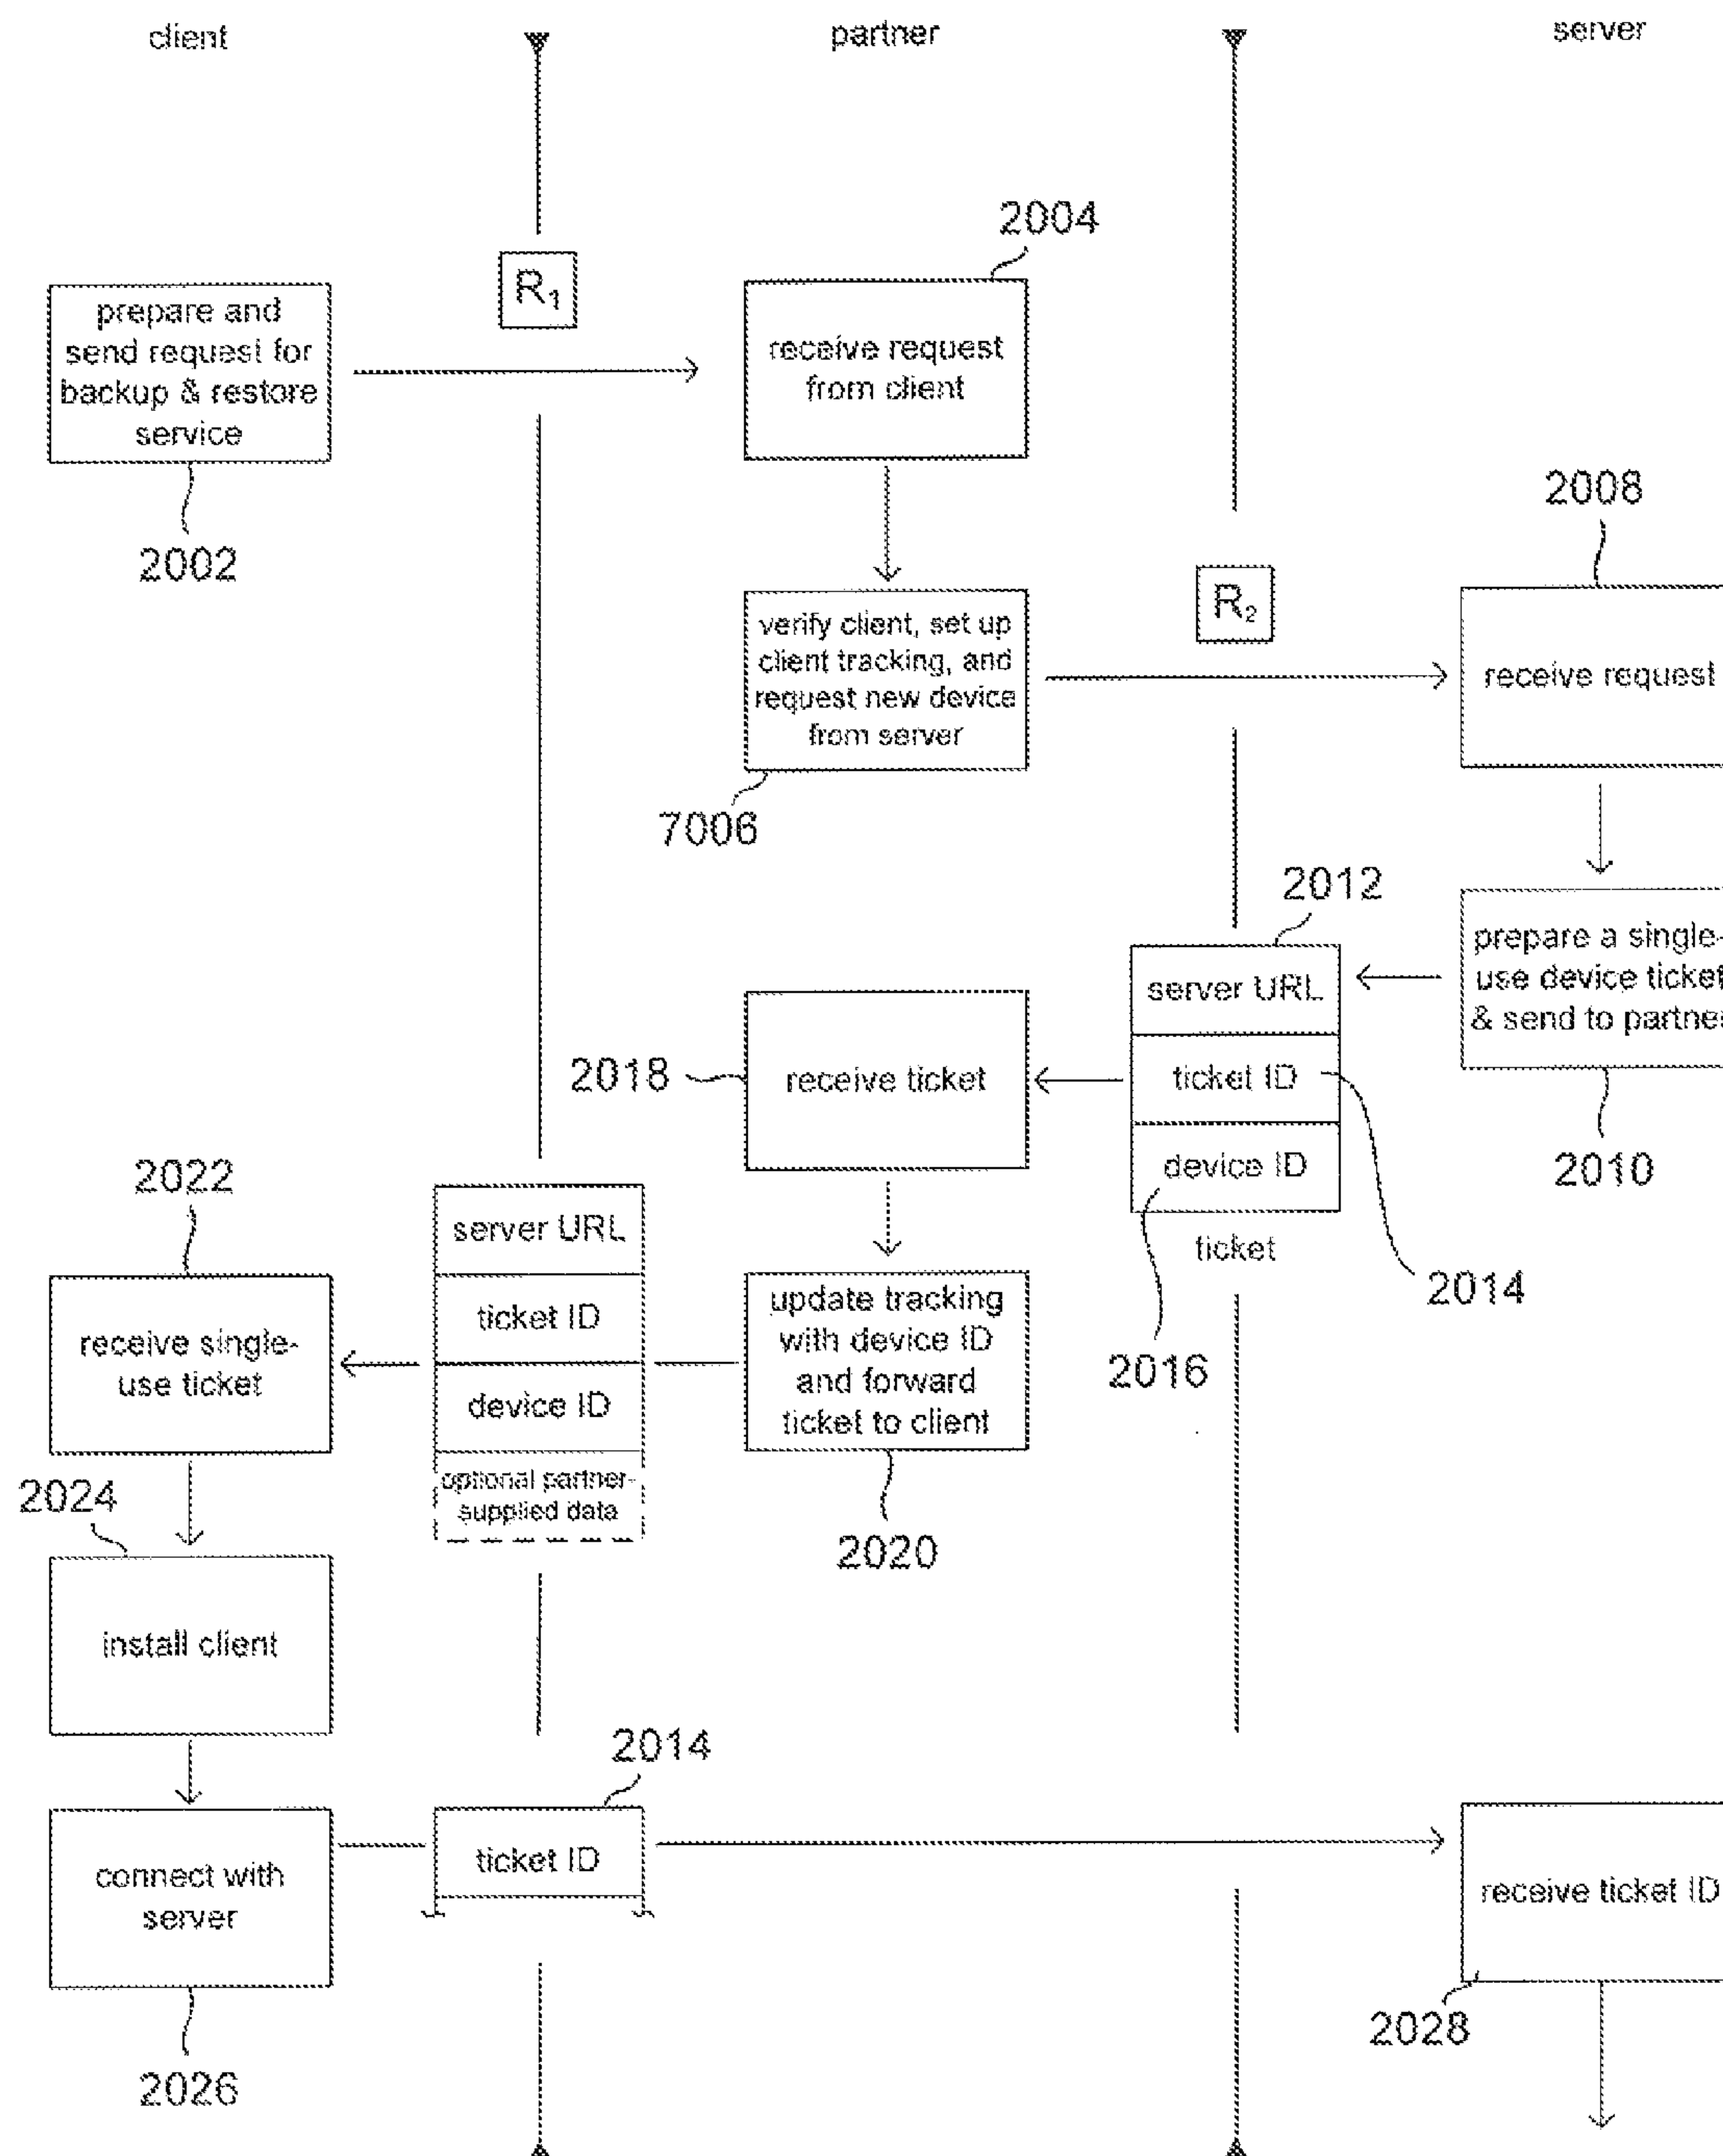 client
partner
server
2004
R1
prepare and
send request for
backup & restore
service
receive request
from client
2002
2008
R2
verify client, set up
client tracking, and
request new device
from server
receive request
7006
2012
server URL
ticket ID
device ID
ticket
prepare a single-
use device ticket
& send to partner
2018
receive ticket
2010
2014
2016
2022
server URL
ticket ID
device ID
optional partner-
supplied data
receive single-
use ticket
update tracking
with device ID
and forward
ticket to client
2024
2020
install client
2014
ticket ID
connect with
server
receive ticket ID
2028
2026